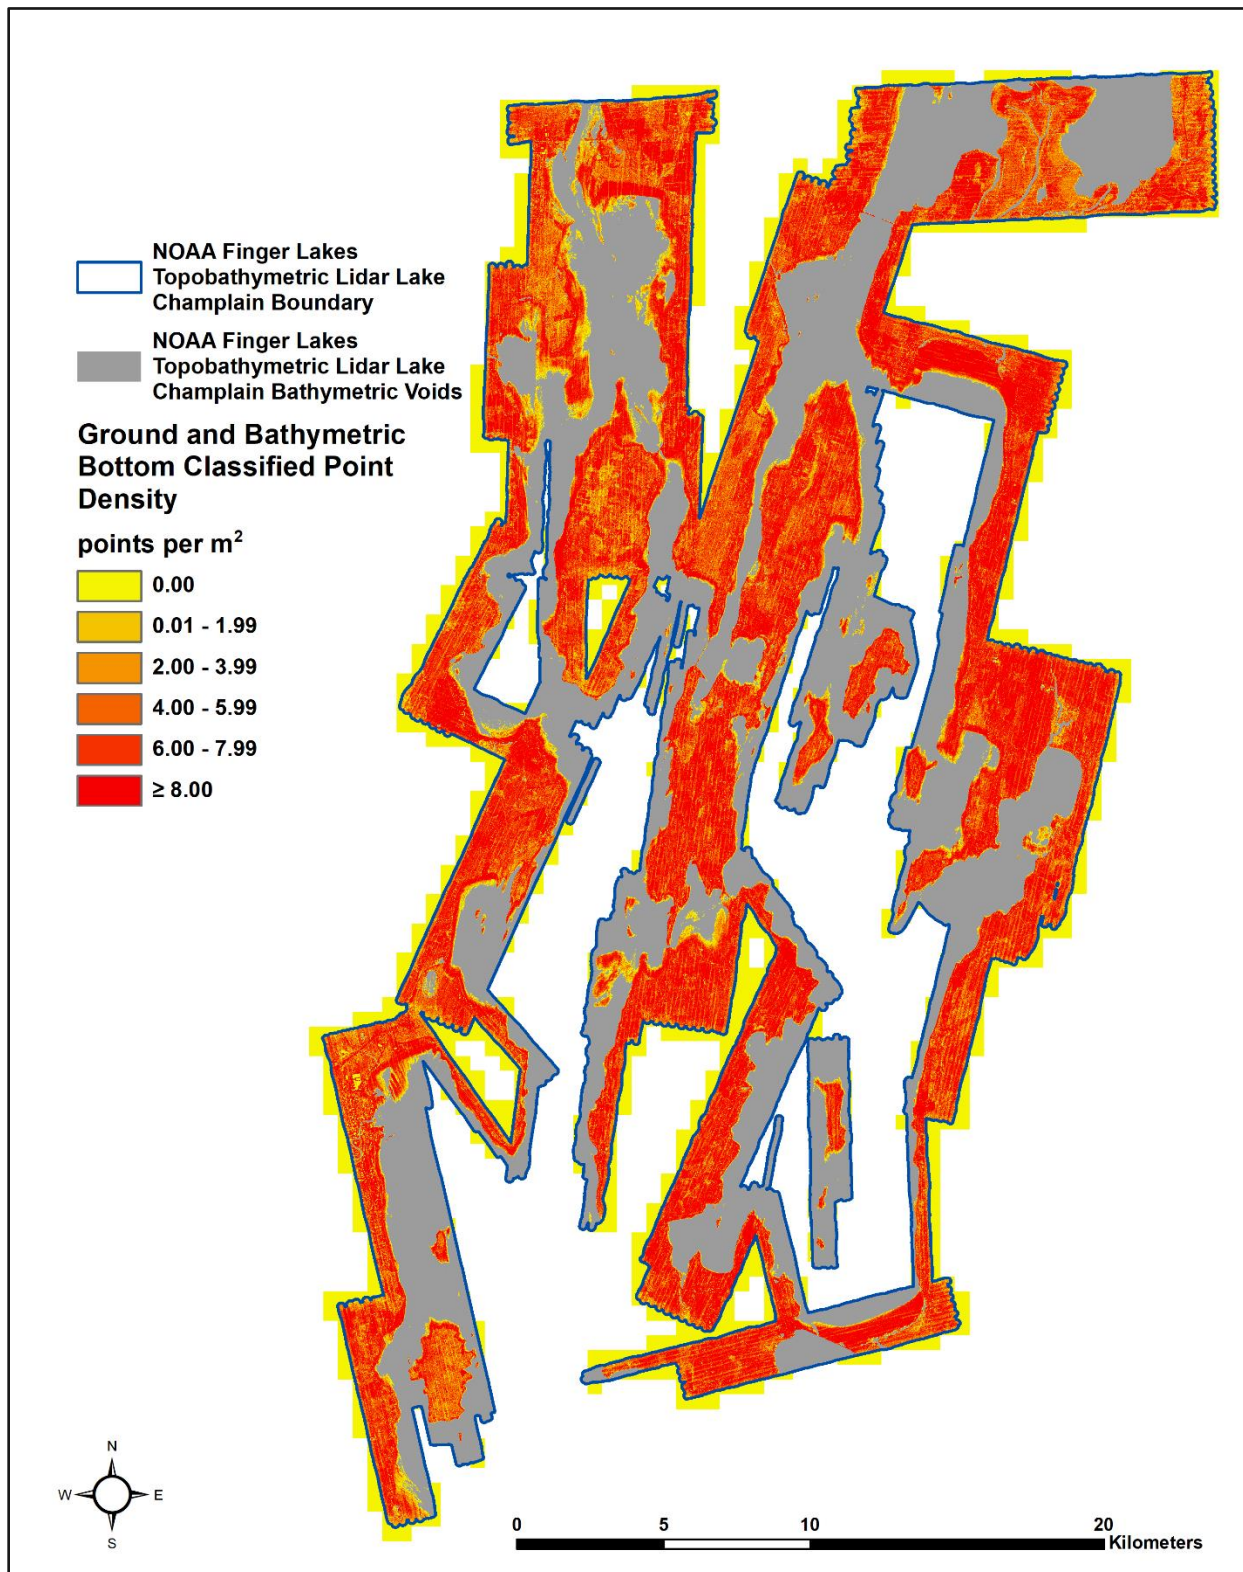 NOAA Finger Lakes
Topobathymetric Lidar Lake
Champlain Boundary
NOAA Finger Lakes
Topobathymetric Lidar Lake
Champlain Bathymetric Voids
Ground and Bathymetric
Bottom Classified Point
Density
points per m²
0.00
0.01 - 1.99
2.00 - 3.99
4.00 - 5.99
6.00 - 7.99
≥ 8.00
N
W E
S
0 5 10 20
Kilometers